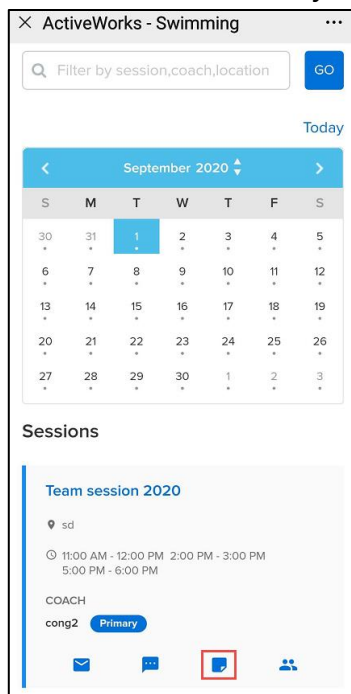 × ActiveWorks - Swimming ...
Filter by session,coach,location GO
Today
< September 2020 >
S M T W T F S
30 31 1 2 3 4 5
6 7 8 9 10 11 12
13 14 15 16 17 18 19
20 21 22 23 24 25 26
27 28 29 30 1 2 3
Sessions
Team session 2020
sd
11:00 AM - 12:00 PM 2:00 PM - 3:00 PM
5:00 PM - 6:00 PM
COACH
cong2 Primary